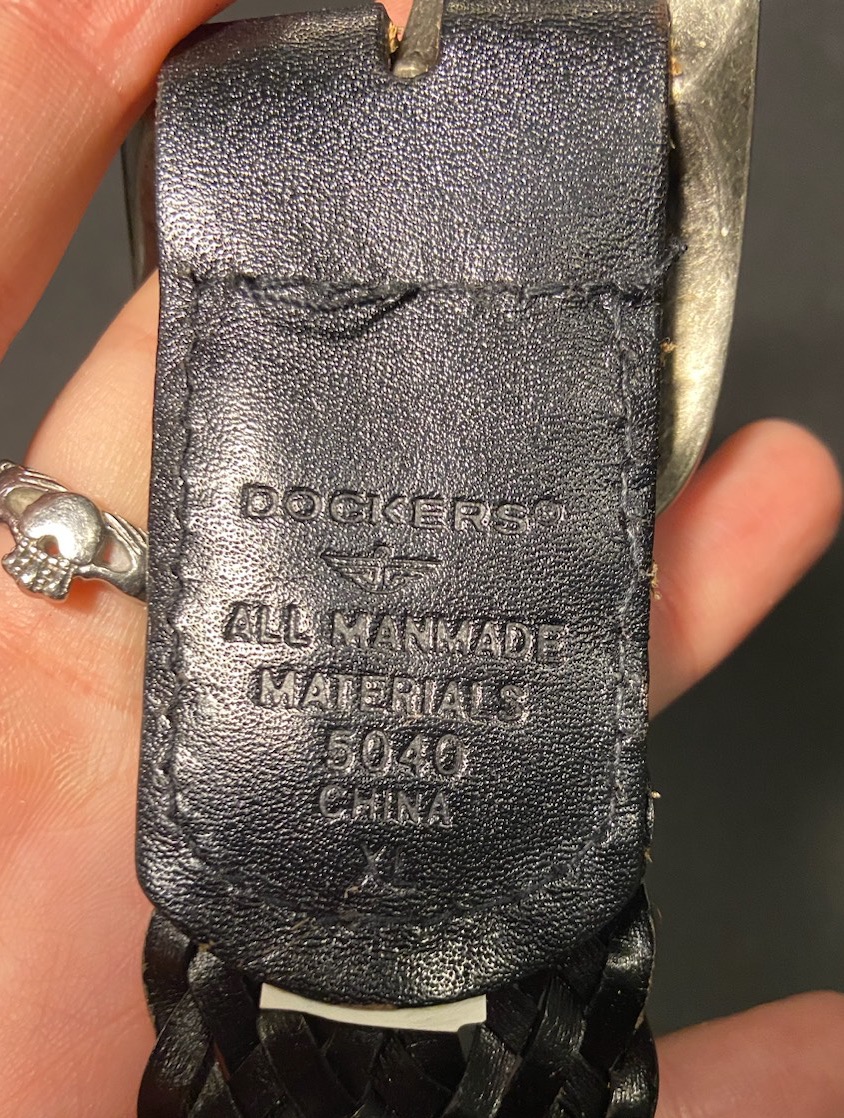 DOCKERS®
ALL MANMADE
MATERIALS
5040
CHINA
XL